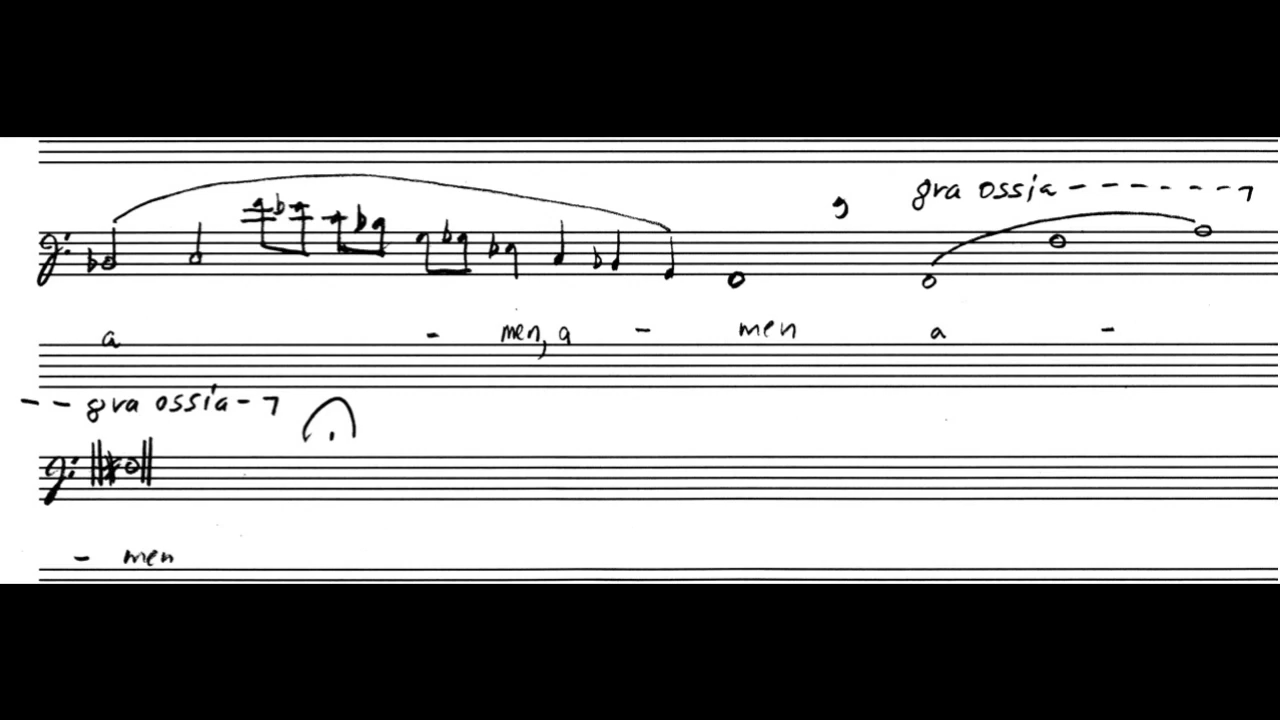 8va ossia - - - - - - - ¬
a - men, a - men a -
- - 8va ossia - ¬
- men